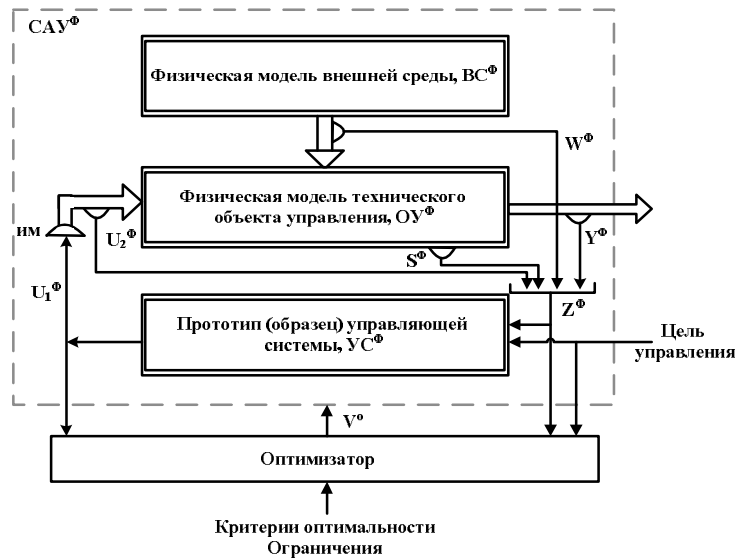 САУФ
Физическая модель внешней среды, ВСФ
WФ
Физическая модель технического
объекта управления, ОУФ
им
U2Ф
SФ
YФ
U1Ф
ZФ
Прототип (образец) управляющей
системы, УСФ
Цель
управления
Vо
Оптимизатор
Критерии оптимальности
Ограничения